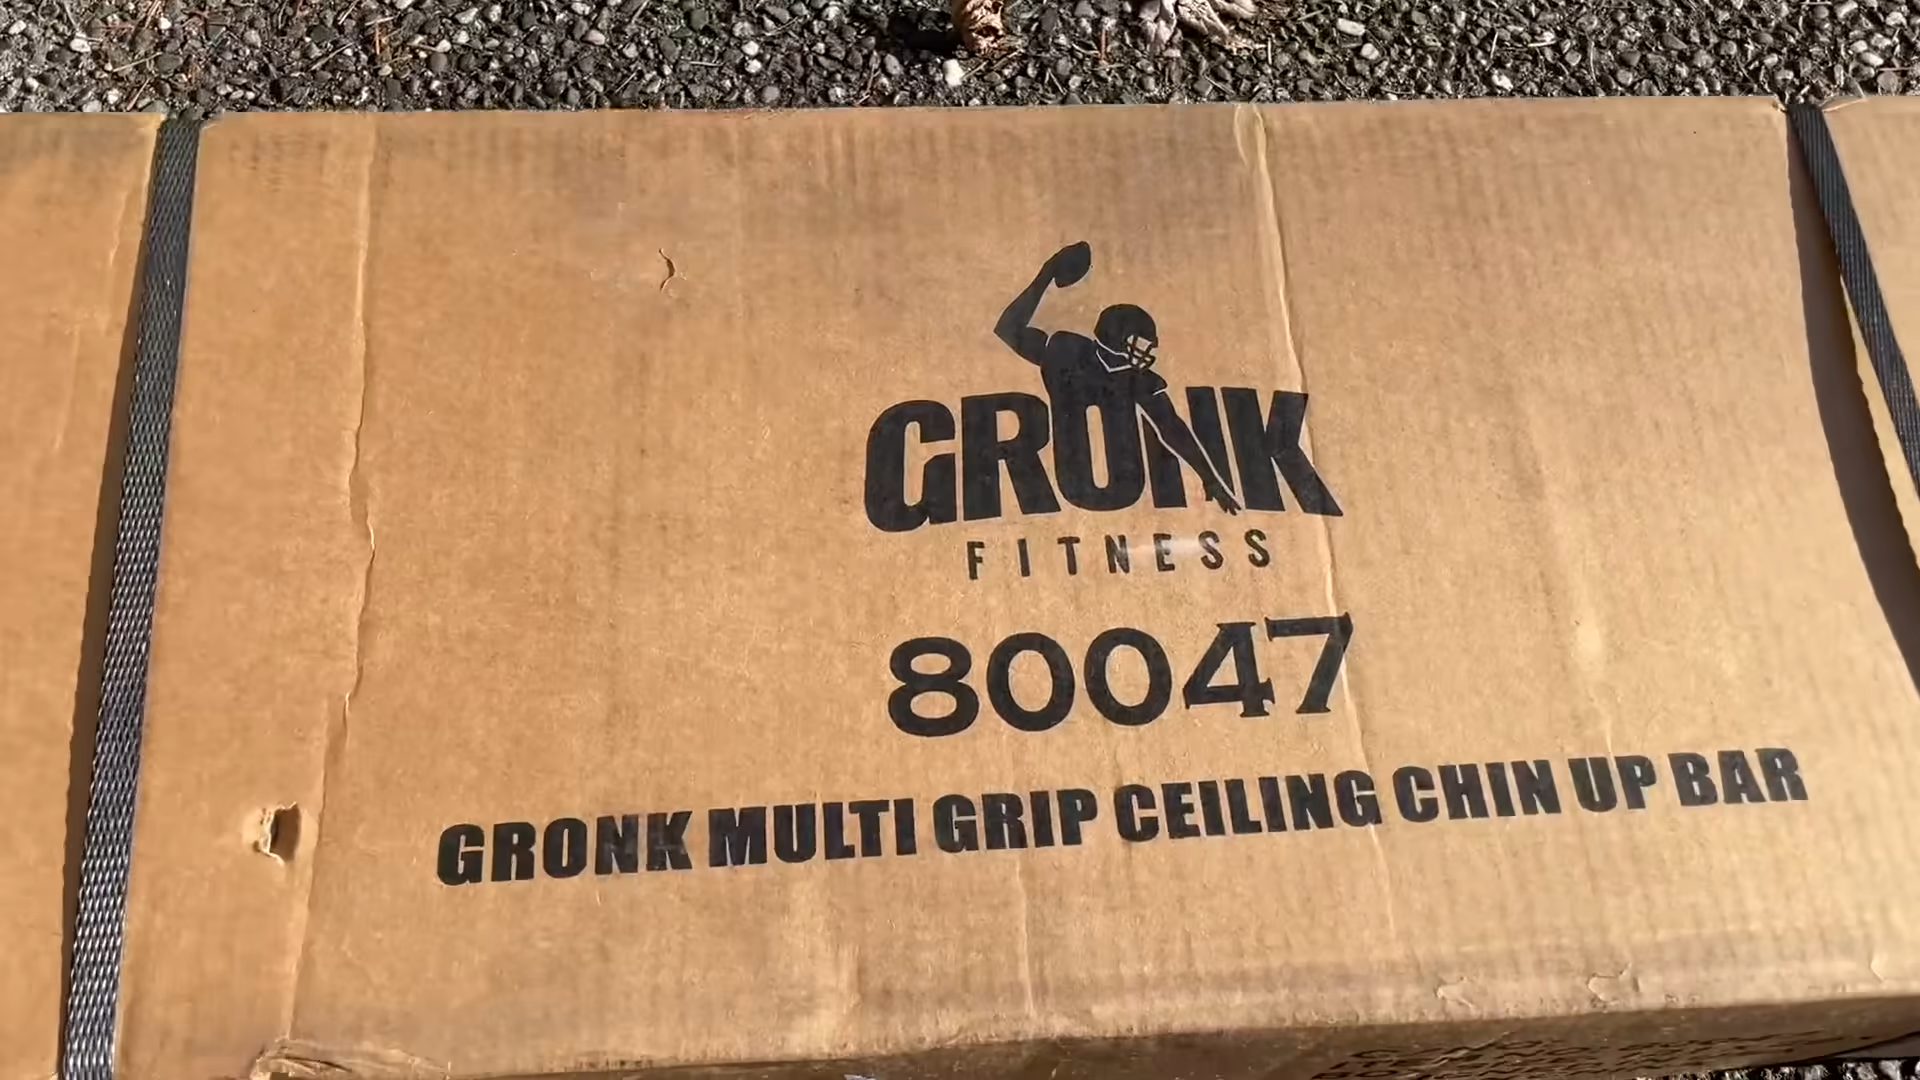 GRONK
FITNESS
80047
GRONK MULTI GRIP CEILING CHIN UP BAR